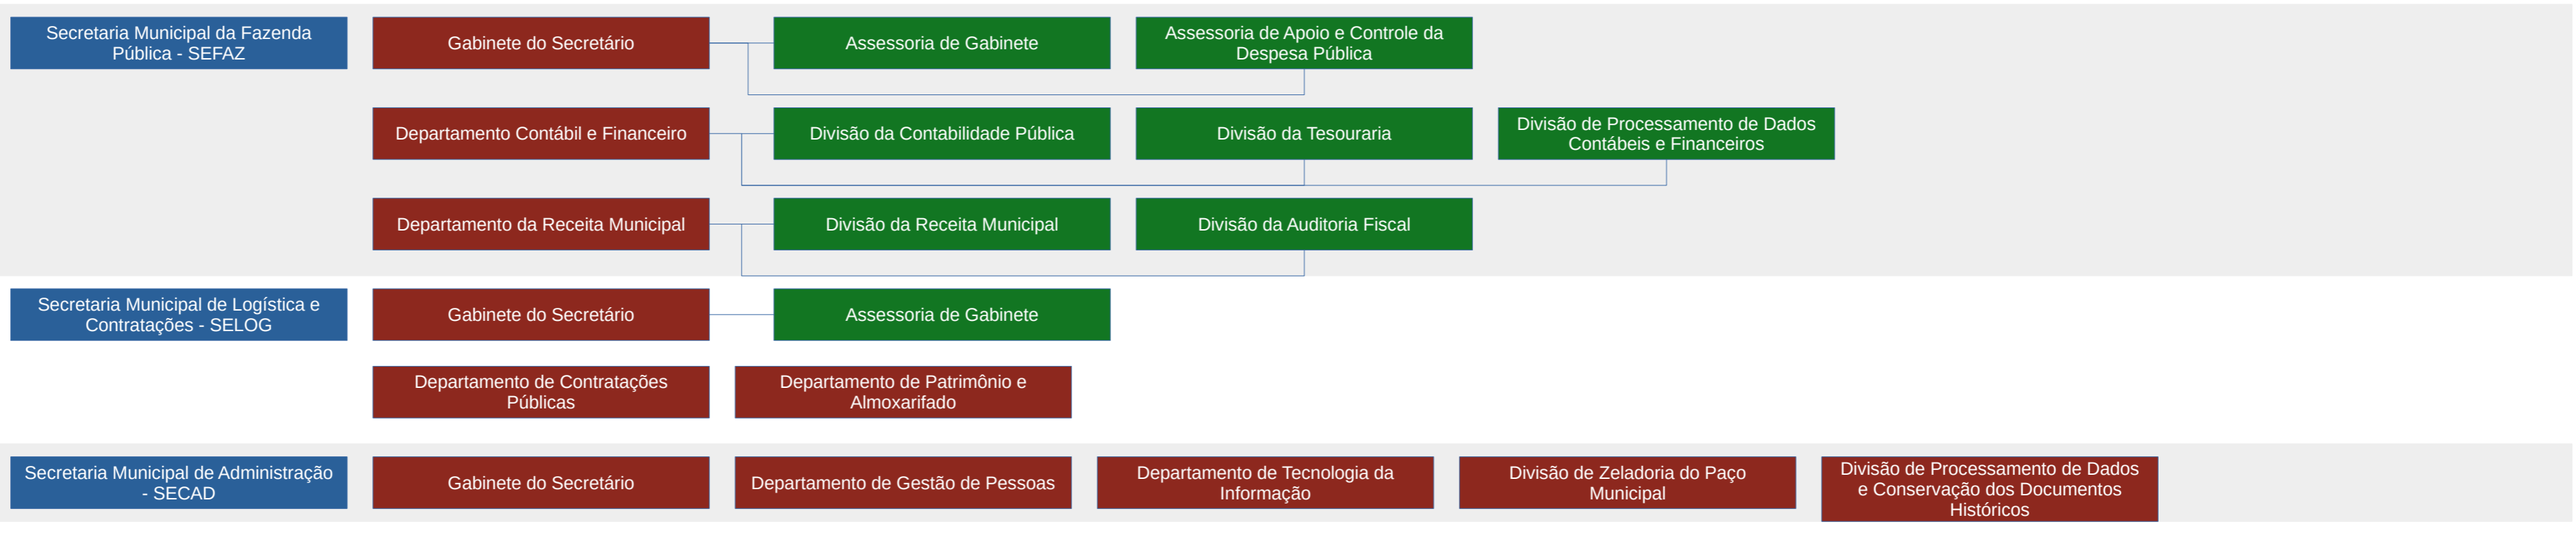 Secretaria Municipal da Fazenda
Pública - SEFAZ
Gabinete do Secretário
Assessoria de Gabinete
Assessoria de Apoio e Controle da
Despesa Pública
Departamento Contábil e Financeiro
Divisão da Contabilidade Pública
Divisão da Tesouraria
Divisão de Processamento de Dados
Contábeis e Financeiros
Departamento da Receita Municipal
Divisão da Receita Municipal
Divisão da Auditoria Fiscal
Secretaria Municipal de Logística e
Contratações - SELOG
Gabinete do Secretário
Assessoria de Gabinete
Departamento de Contratações
Públicas
Departamento de Patrimônio e
Almoxarifado
Secretaria Municipal de Administração
- SECAD
Gabinete do Secretário
Departamento de Gestão de Pessoas
Departamento de Tecnologia da
Informação
Divisão de Zeladoria do Paço
Municipal
Divisão de Processamento de Dados
e Conservação dos Documentos
Históricos